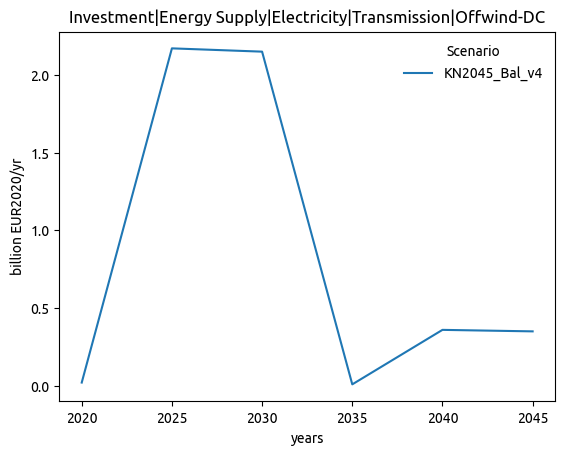 Investment|Energy Supply|Electricity|Transmission|Offwind-DC
Scenario
KN2045_Bal_v4
billion EUR2020/yr
2.0
1.5
1.0
0.5
0.0
2020 2025 2030 2035 2040 2045
years